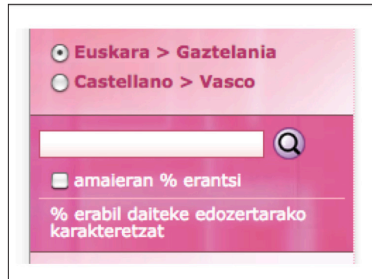 Euskara > Gaztelania
Castellano > Vasco
amaieran % erantsi
% erabil daiteke edozertarako
karakteretzat